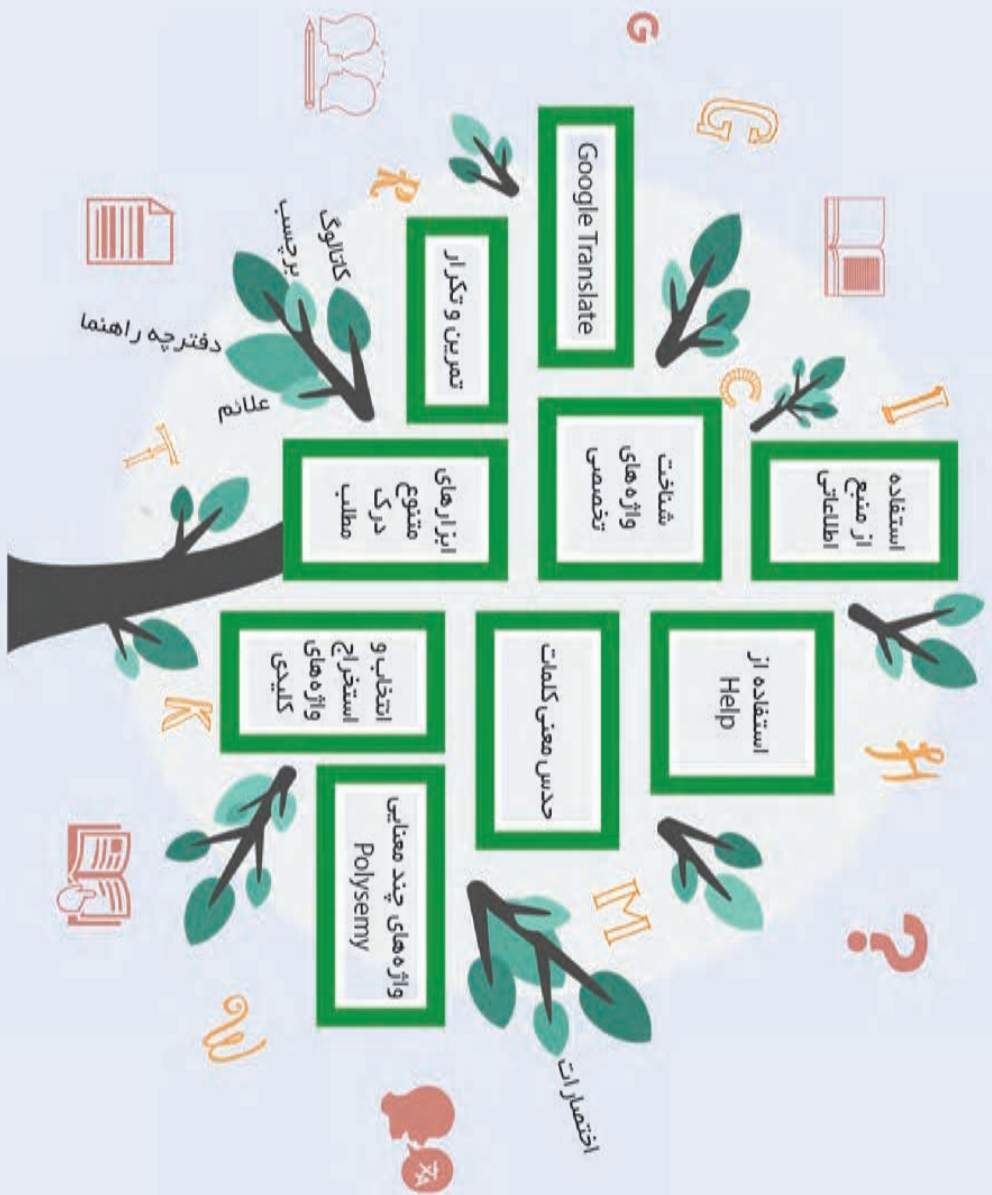 I
H
?
استفاده
از منبع
اطلاعاتی
استفاده از
Help
G
C
G
شناخت
واژه‌های
تخصصی
Google Translate
M
حدس معنی کلمات
اختصارات
تمرین و تکرار
R
ابزارهای
متنوع
درک
مطلب
واژه‌های چند معنایی
Polysemy
انتخاب و
استخراج
واژه‌های
کلیدی
کاتالوگ
برچسب
دفترچه راهنما
علائم
W
K
T
文A